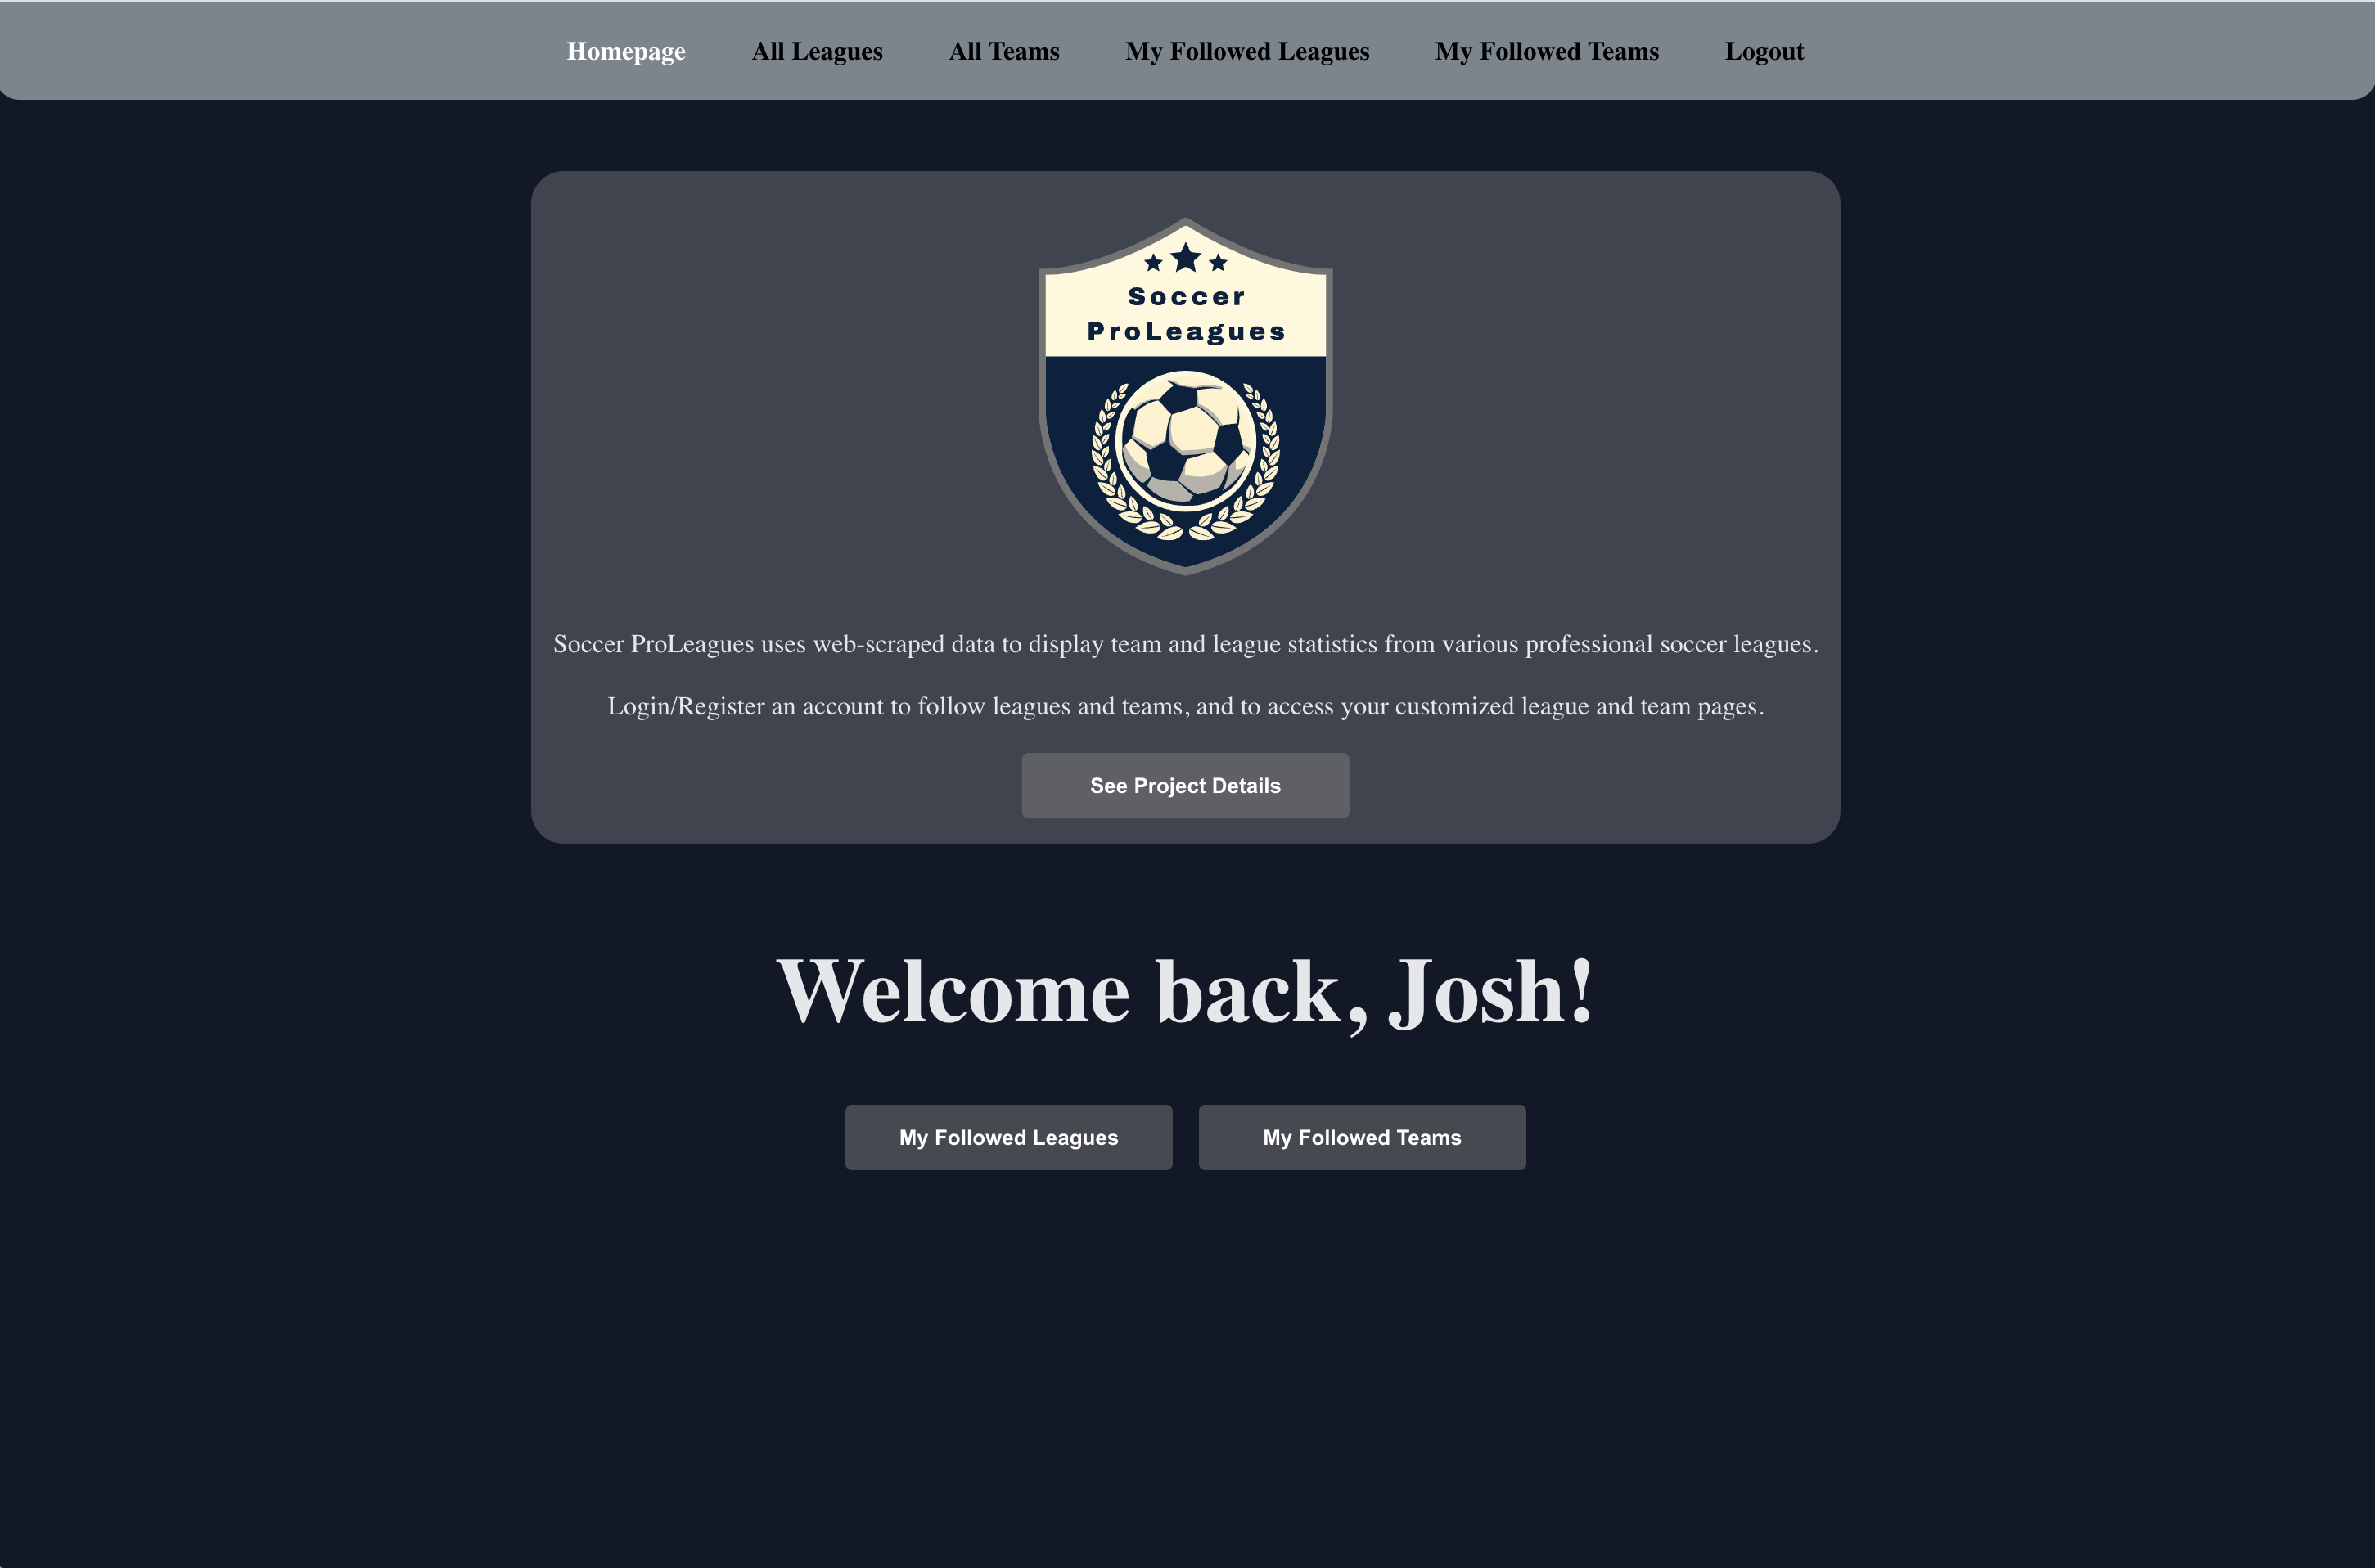 Homepage All Leagues All Teams My Followed Leagues My Followed Teams Logout
Soccer
ProLeagues
Soccer ProLeagues uses web-scraped data to display team and league statistics from various professional soccer leagues.
Login/Register an account to follow leagues and teams, and to access your customized league and team pages.
See Project Details
Welcome back, Josh!
My Followed Leagues My Followed Teams